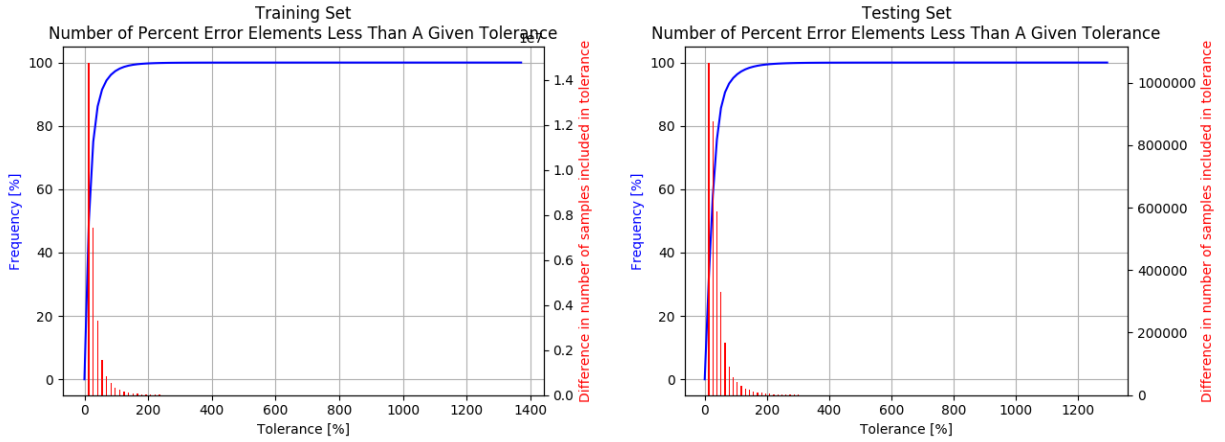 Training Set
Number of Percent Error Elements Less Than A Given Tolerance
1e7
100
80
60
40
20
0
Frequency [%]
1.4
1.2
1.0
0.8
0.6
0.4
0.2
0.0
Difference in number of samples included in tolerance
0 200 400 600 800 1000 1200 1400
Tolerance [%]
Testing Set
Number of Percent Error Elements Less Than A Given Tolerance
100
80
60
40
20
0
Frequency [%]
1000000
800000
600000
400000
200000
0
Difference in number of samples included in tolerance
0 200 400 600 800 1000 1200
Tolerance [%]